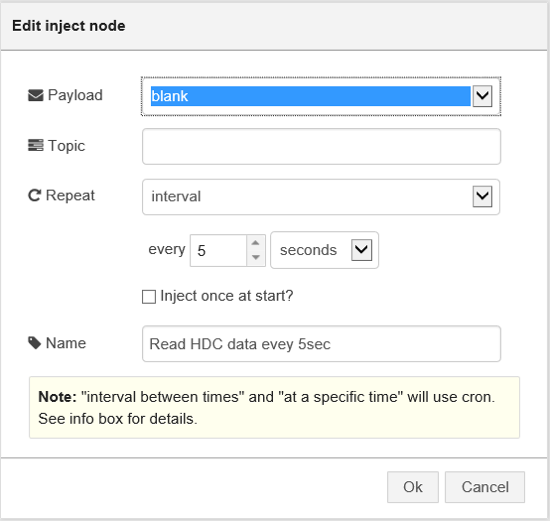 Edit inject node
Payload
blank
Topic
Repeat
interval
every 5 seconds
Inject once at start?
Name
Read HDC data evey 5sec
Note: "interval between times" and "at a specific time" will use cron.
See info box for details.
Ok Cancel